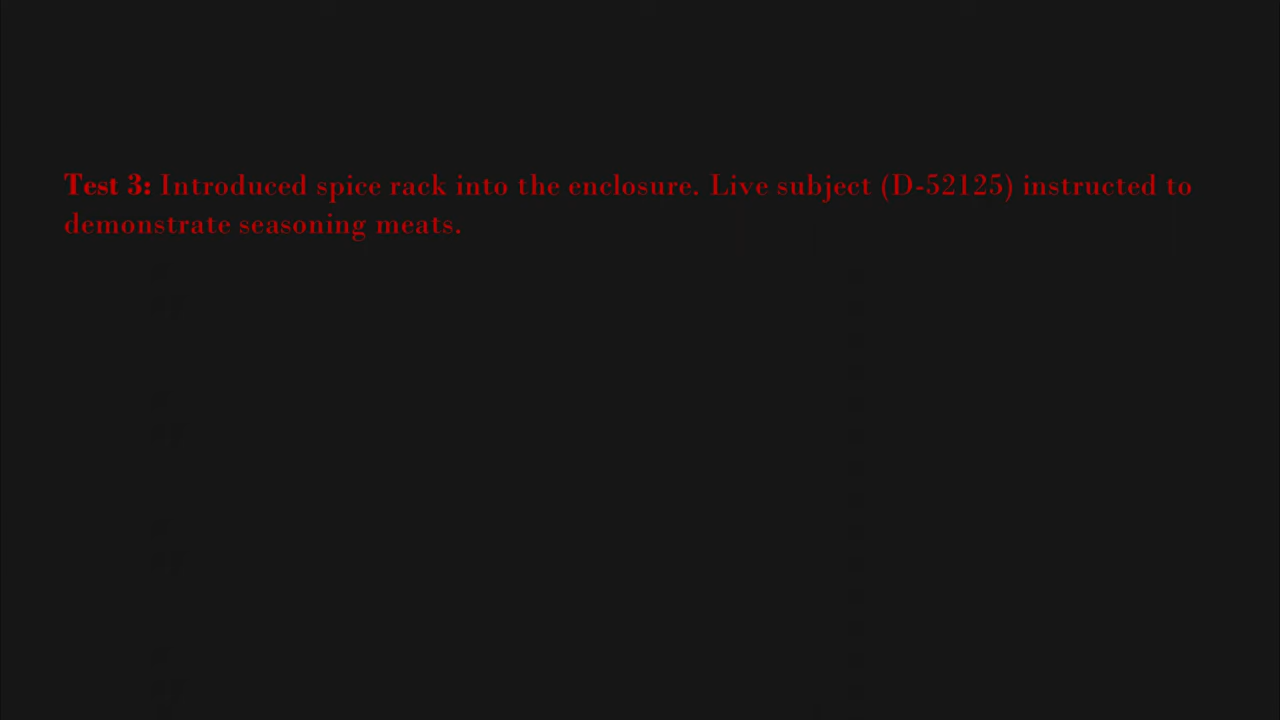 Test 3: Introduced spice rack into the enclosure. Live subject (D-52125) instructed to
demonstrate seasoning meats.